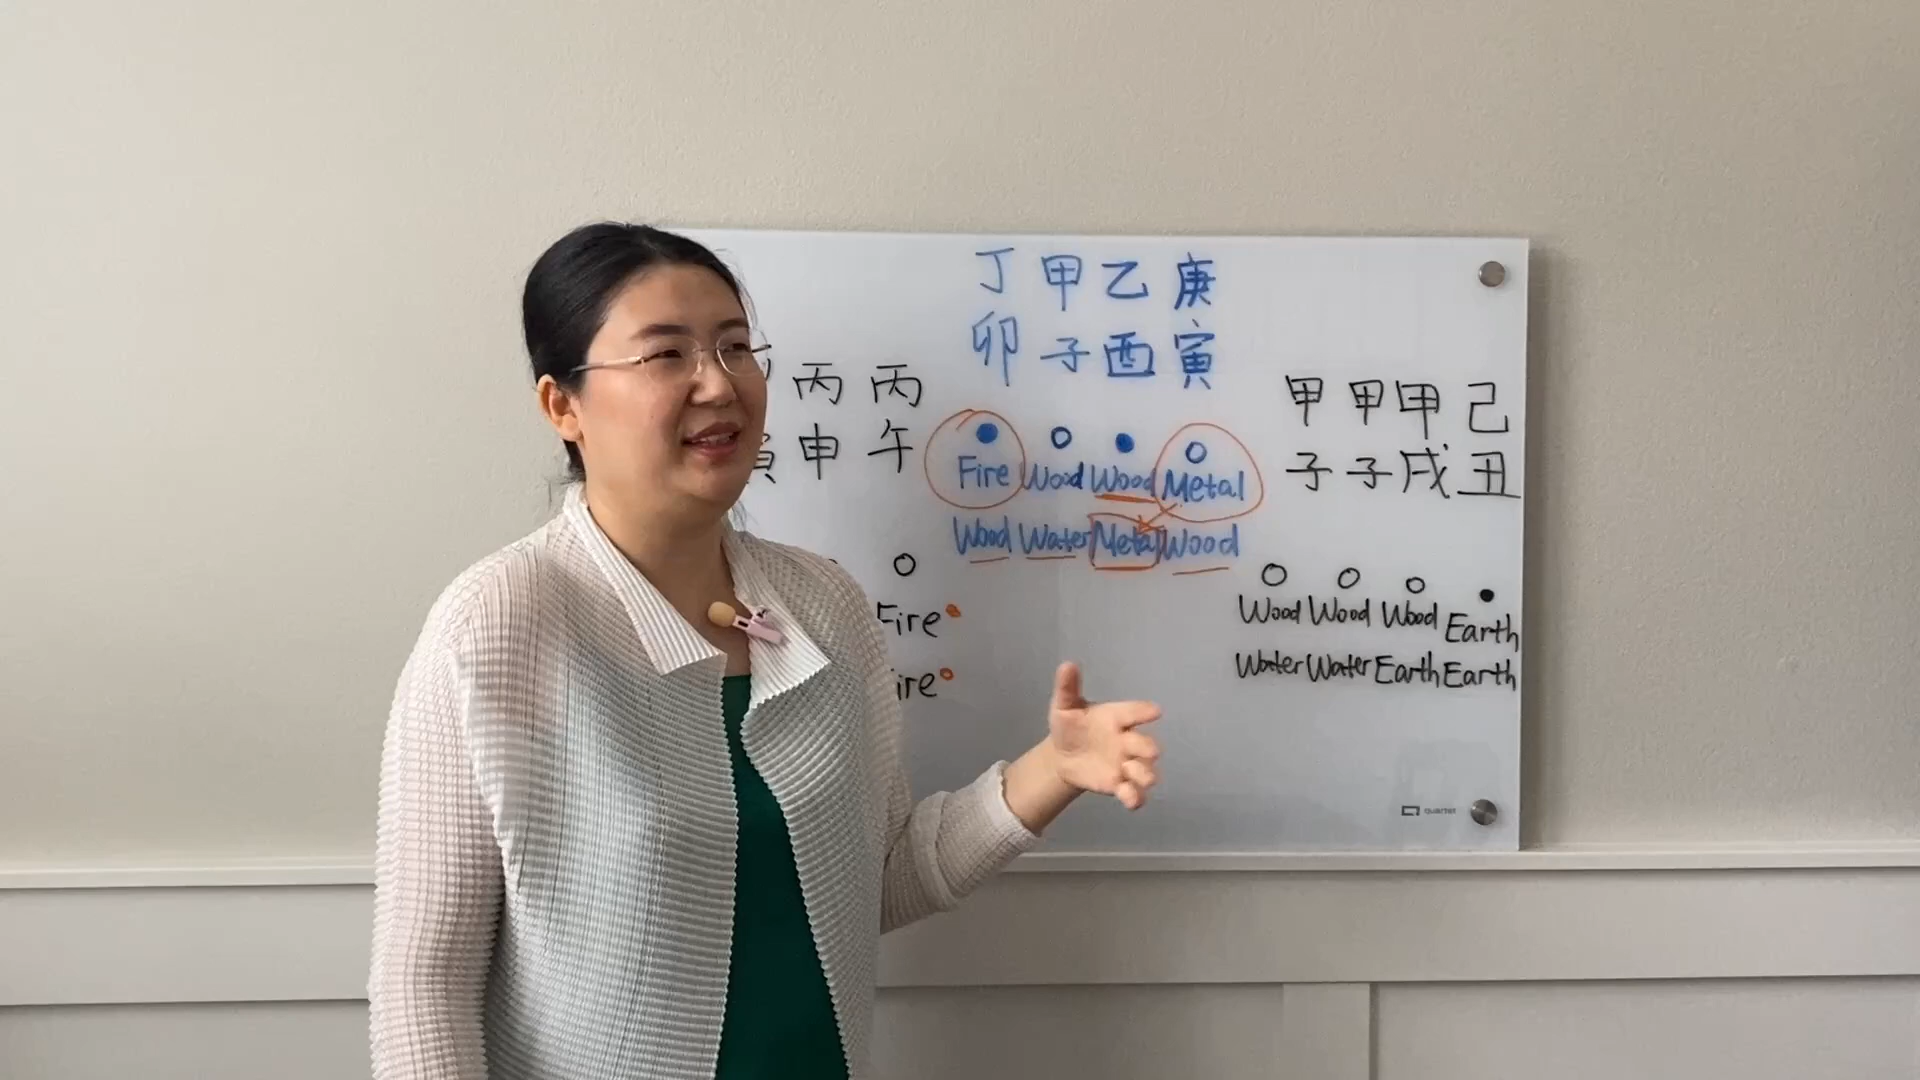 丁 甲 乙 庚
卯 子 酉 寅
Fire Wood Wood Metal
Wood Water Metal Wood
丙 丙
申 午
Fire
甲 甲 甲 己
子 子 戌 丑
Wood Wood Wood Earth
Water Water Earth Earth
quartet